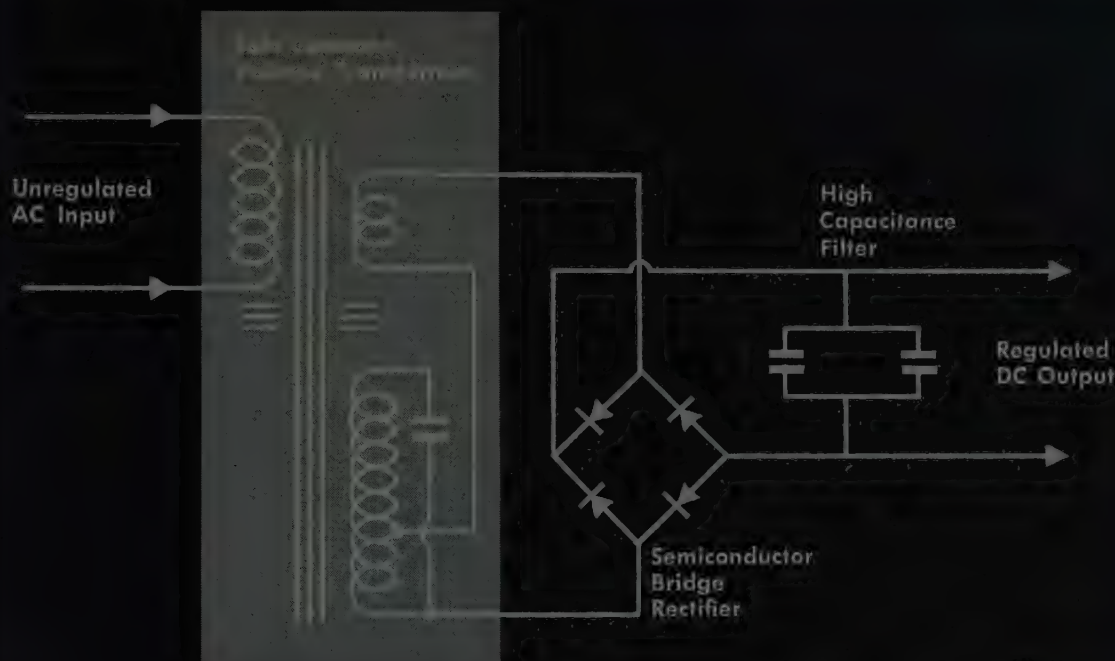 Unregulated
AC Input
High
Capacitance
Filter
Regulated
DC Output
Semiconductor
Bridge
Rectifier